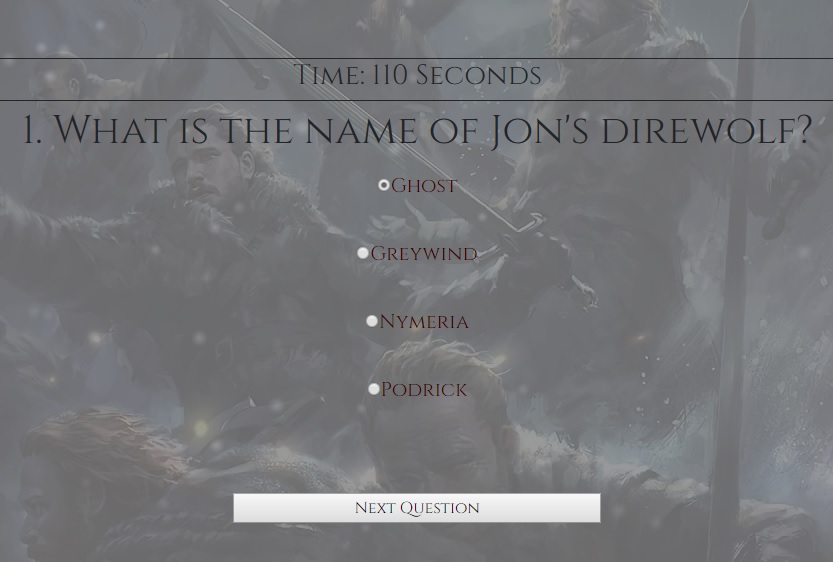 Time: 110 Seconds
1. What is the name of Jon's direwolf?
Ghost
Greywind
Nymeria
Podrick
Next Question